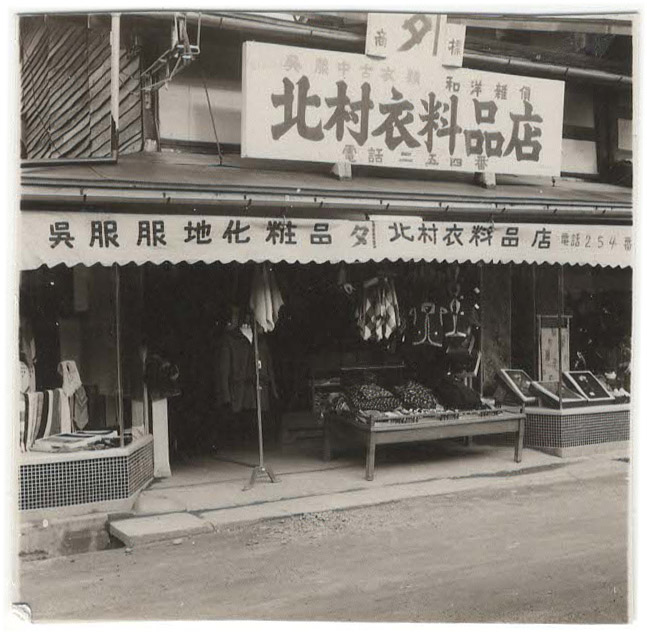 商タ標
呉服中古衣類 和洋雑貨
北村衣料品店
電話二五四番
呉服服地化粧品 タ 北村衣料品店 電話254番